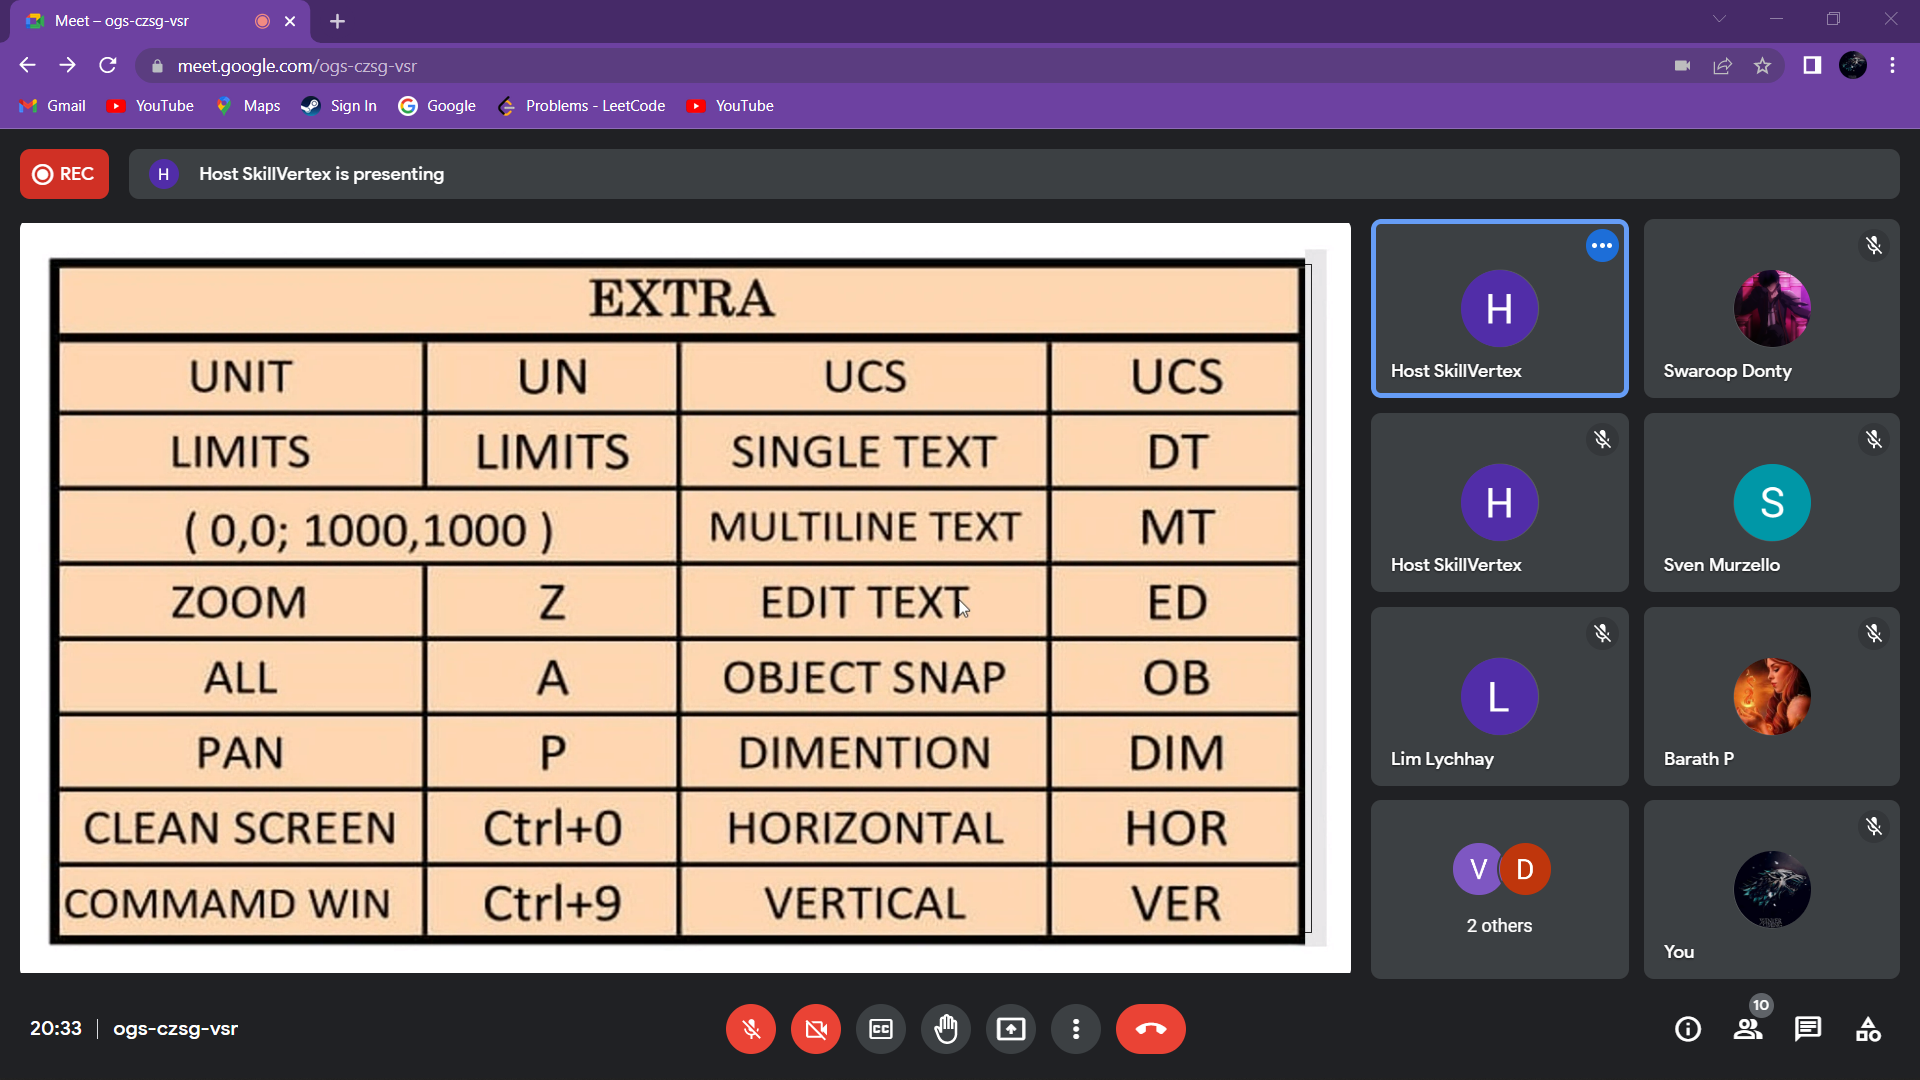 Meet – ogs-czsg-vsr
meet.google.com/ogs-czsg-vsr
Gmail YouTube Maps Sign In Google Problems - LeetCode YouTube
REC
H Host SkillVertex is presenting
EXTRA
UNIT UN UCS UCS
LIMITS LIMITS SINGLE TEXT DT
( 0,0; 1000,1000 ) MULTILINE TEXT MT
ZOOM Z EDIT TEXT ED
ALL A OBJECT SNAP OB
PAN P DIMENTION DIM
CLEAN SCREEN Ctrl+0 HORIZONTAL HOR
COMMAMD WIN Ctrl+9 VERTICAL VER
H
Host SkillVertex
Swaroop Donty
H
Host SkillVertex
S
Sven Murzello
L
Lim Lychhay
Barath P
V D
2 others
You
20:33 | ogs-czsg-vsr
CC
10